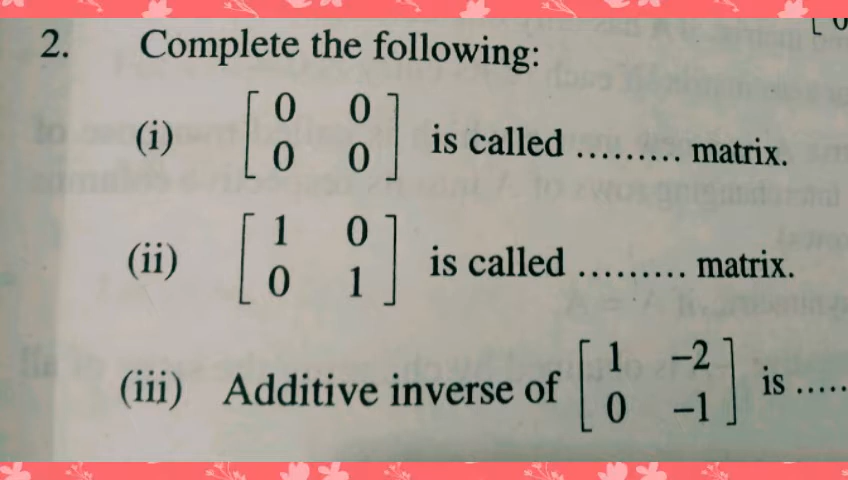 2. Complete the following:
(i) [0 0
0 0] is called ......... matrix.
(ii) [1 0
0 1] is called ......... matrix.
(iii) Additive inverse of [1 −2
0 −1] is .....